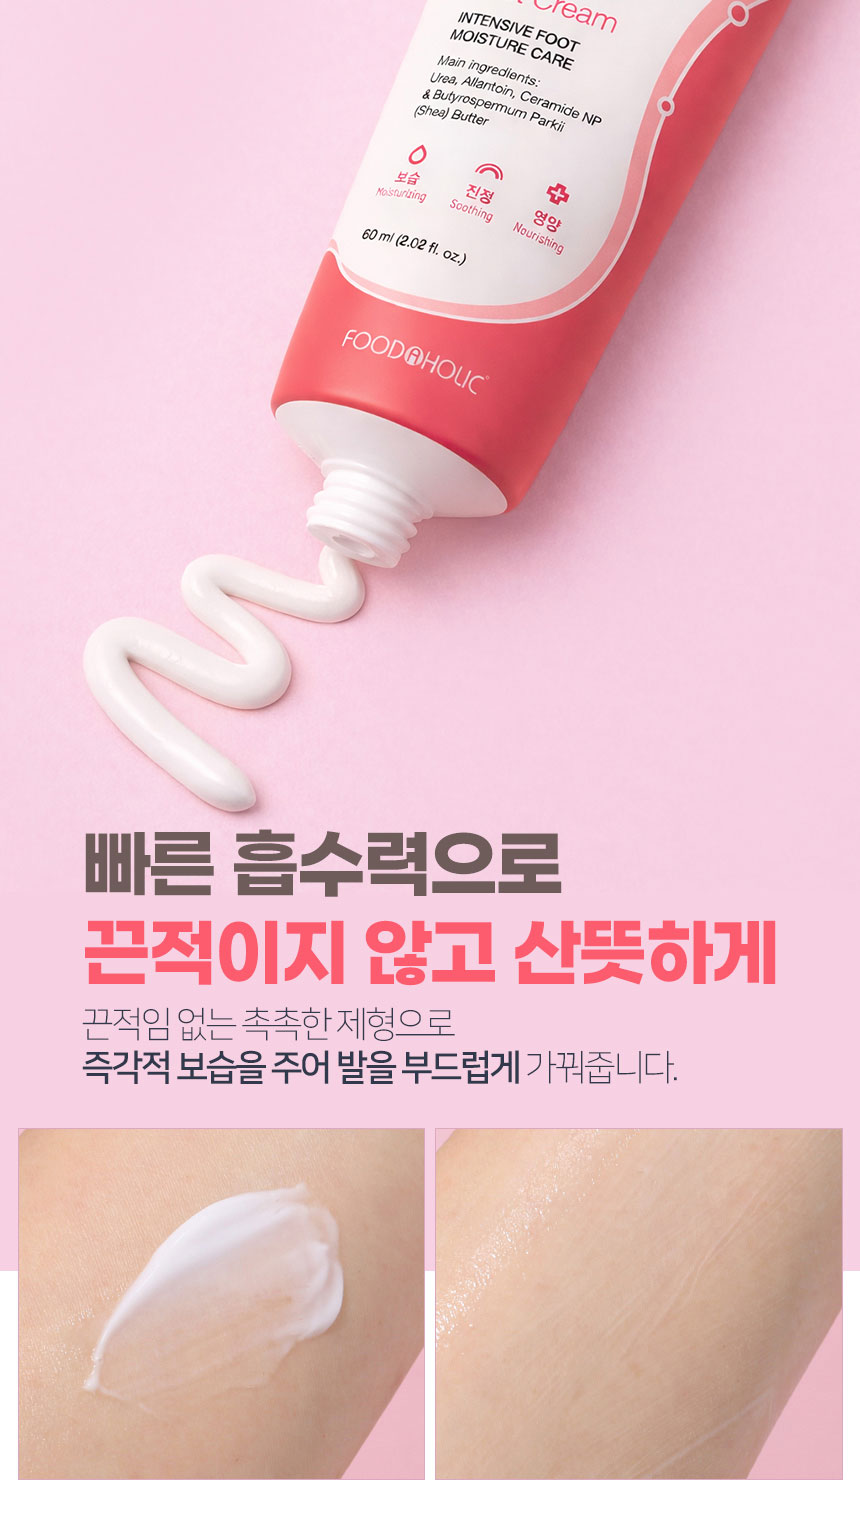 Cream
INTENSIVE FOOT
MOISTURE CARE
Main ingredients:
Urea, Allantoin, Ceramide NP
& Butyrospermum Parkii
(Shea) Butter
보습
Moisturizing
진정
Soothing
영양
Nourishing
60 ml (2.02 fl. oz.)
FOODAHOLIC
빠른 흡수력으로
끈적이지 않고 산뜻하게
끈적임 없는 촉촉한 제형으로
즉각적 보습을 주어 발을 부드럽게 가꿔줍니다.